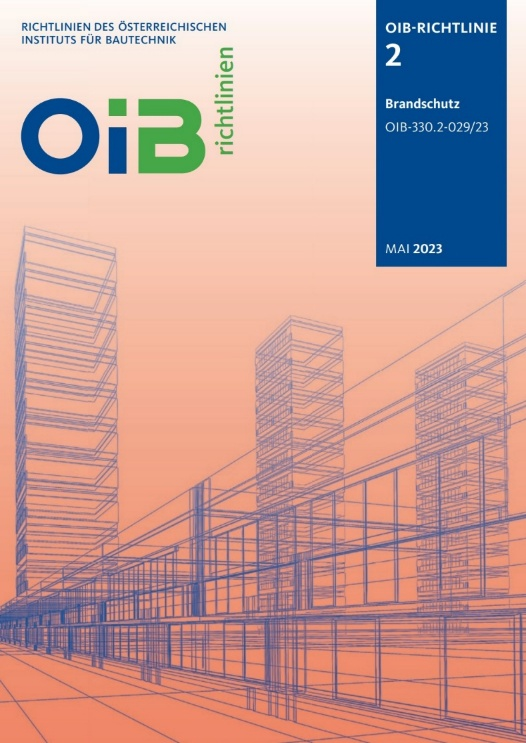 RICHTLINIEN DES ÖSTERREICHISCHEN
INSTITUTS FÜR BAUTECHNIK
OiB
richtlinien
OIB-RICHTLINIE
2
Brandschutz
OIB-330.2-029/23
MAI 2023